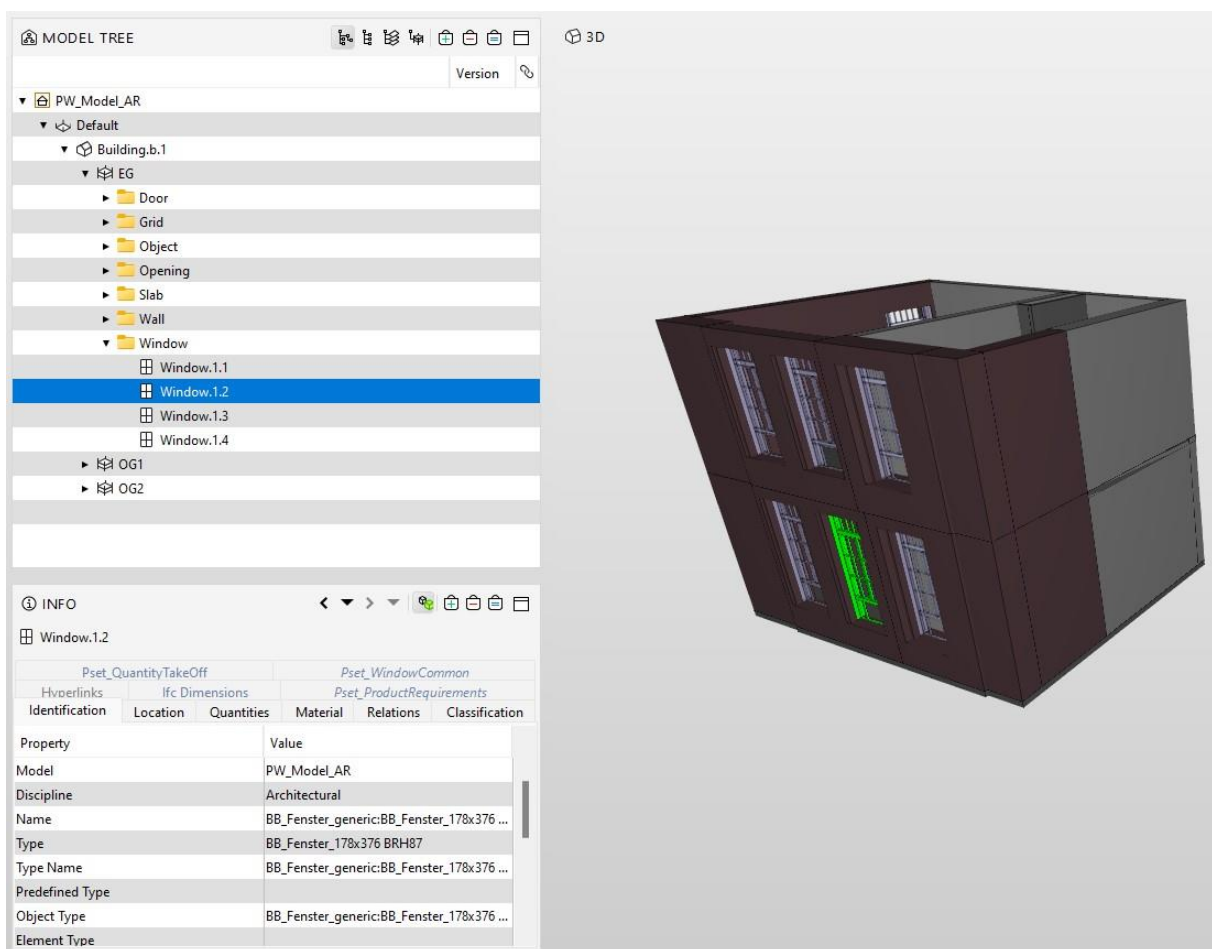 MODEL TREE
3D
Version
PW_Model_AR
Default
Building.b.1
EG
Door
Grid
Object
Opening
Slab
Wall
Window
Window.1.1
Window.1.2
Window.1.3
Window.1.4
OG1
OG2
INFO
Window.1.2
Pset_QuantityTakeOff Pset_WindowCommon
Hyperlinks Ifc Dimensions Pset_ProductRequirements
Identification Location Quantities Material Relations Classification
Property Value
Model PW_Model_AR
Discipline Architectural
Name BB_Fenster_generic:BB_Fenster_178x376 ...
Type BB_Fenster_178x376 BRH87
Type Name BB_Fenster_generic:BB_Fenster_178x376 ...
Predefined Type
Object Type BB_Fenster_generic:BB_Fenster_178x376 ...
Element Type